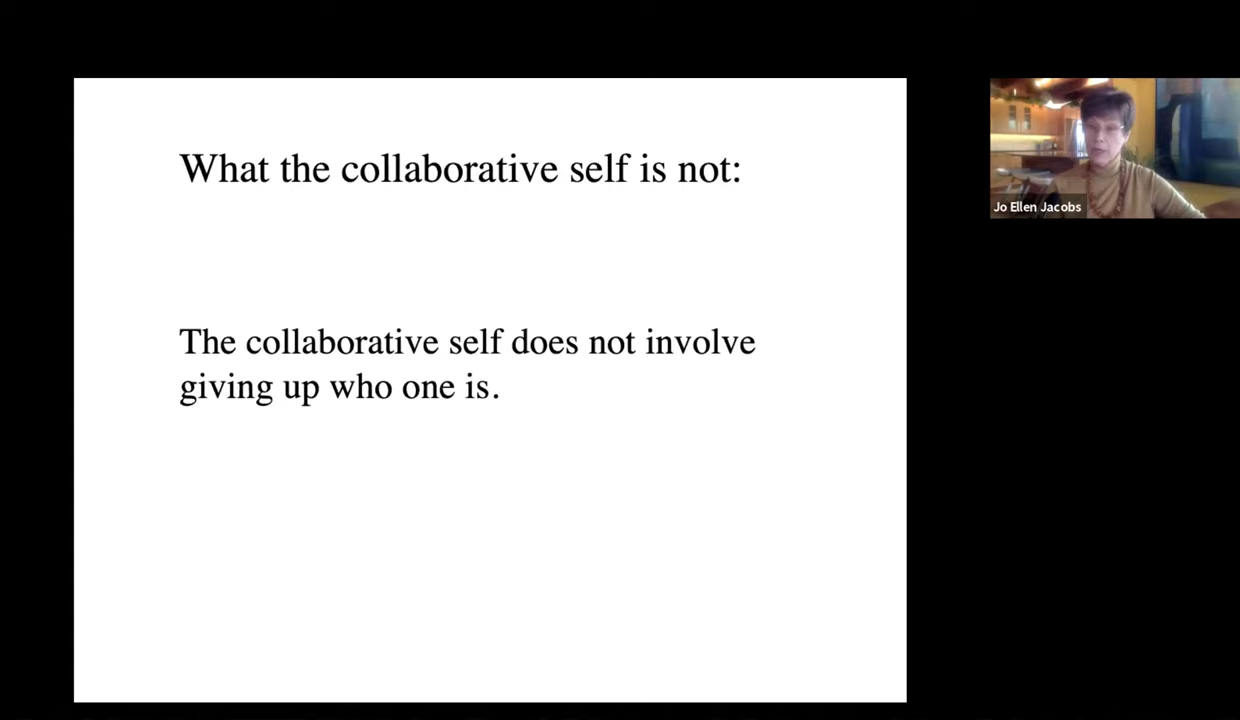 What the collaborative self is not:
The collaborative self does not involve
giving up who one is.
Jo Ellen Jacobs